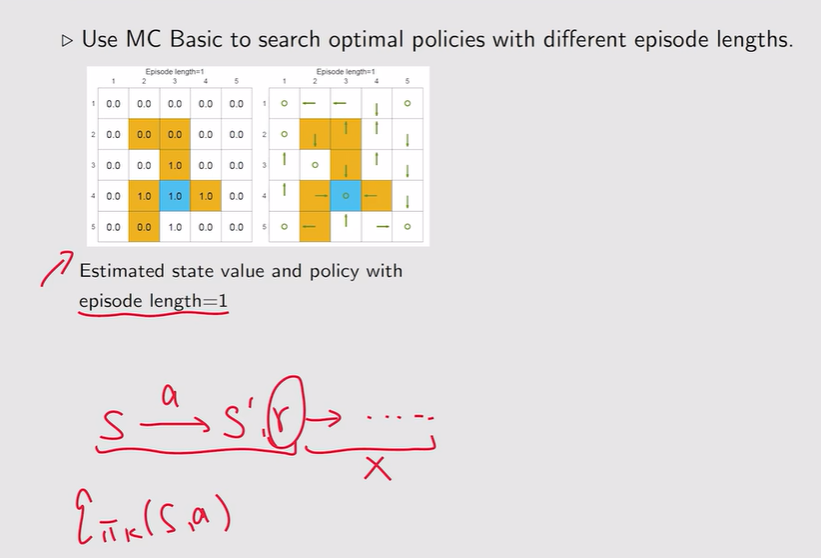 ▷ Use MC Basic to search optimal policies with different episode lengths.
Episode length=1
1 2 3 4 5
1 0.0 0.0 0.0 0.0 0.0
2 0.0 0.0 0.0 0.0 0.0
3 0.0 0.0 1.0 0.0 0.0
4 0.0 1.0 1.0 1.0 0.0
5 0.0 0.0 1.0 0.0 0.0
Episode length=1
1 2 3 4 5
1
2
3
4
5
Estimated state value and policy with
episode length=1
S a → S', r → .....
X
πk(S,a)